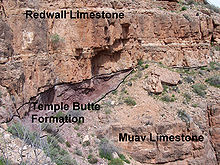 Redwall Limestone
Temple Butte
Formation
Muav Limestone